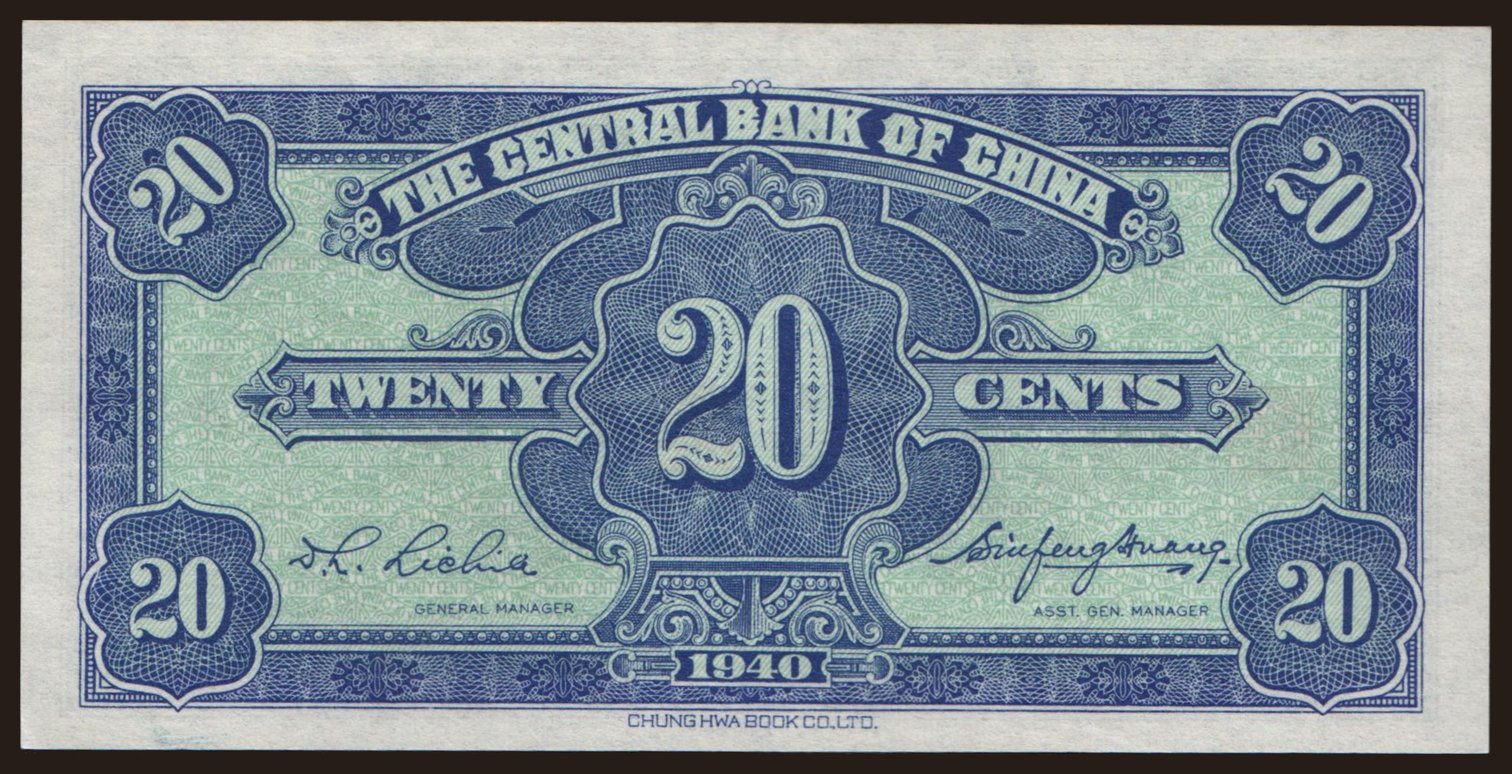 THE CENTRAL BANK OF CHINA
20 20
20
TWENTY CENTS
GENERAL MANAGER
ASST. GEN. MANAGER
20 20
1940
CHUNG HWA BOOK CO., LTD.